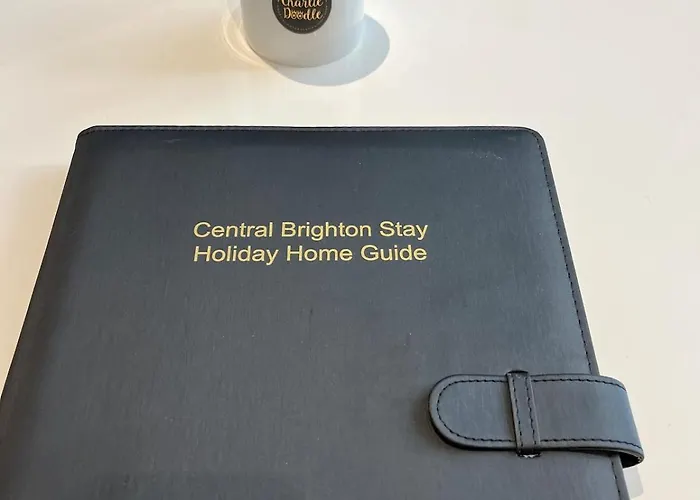 Charlie
Doodle
Central Brighton Stay
Holiday Home Guide